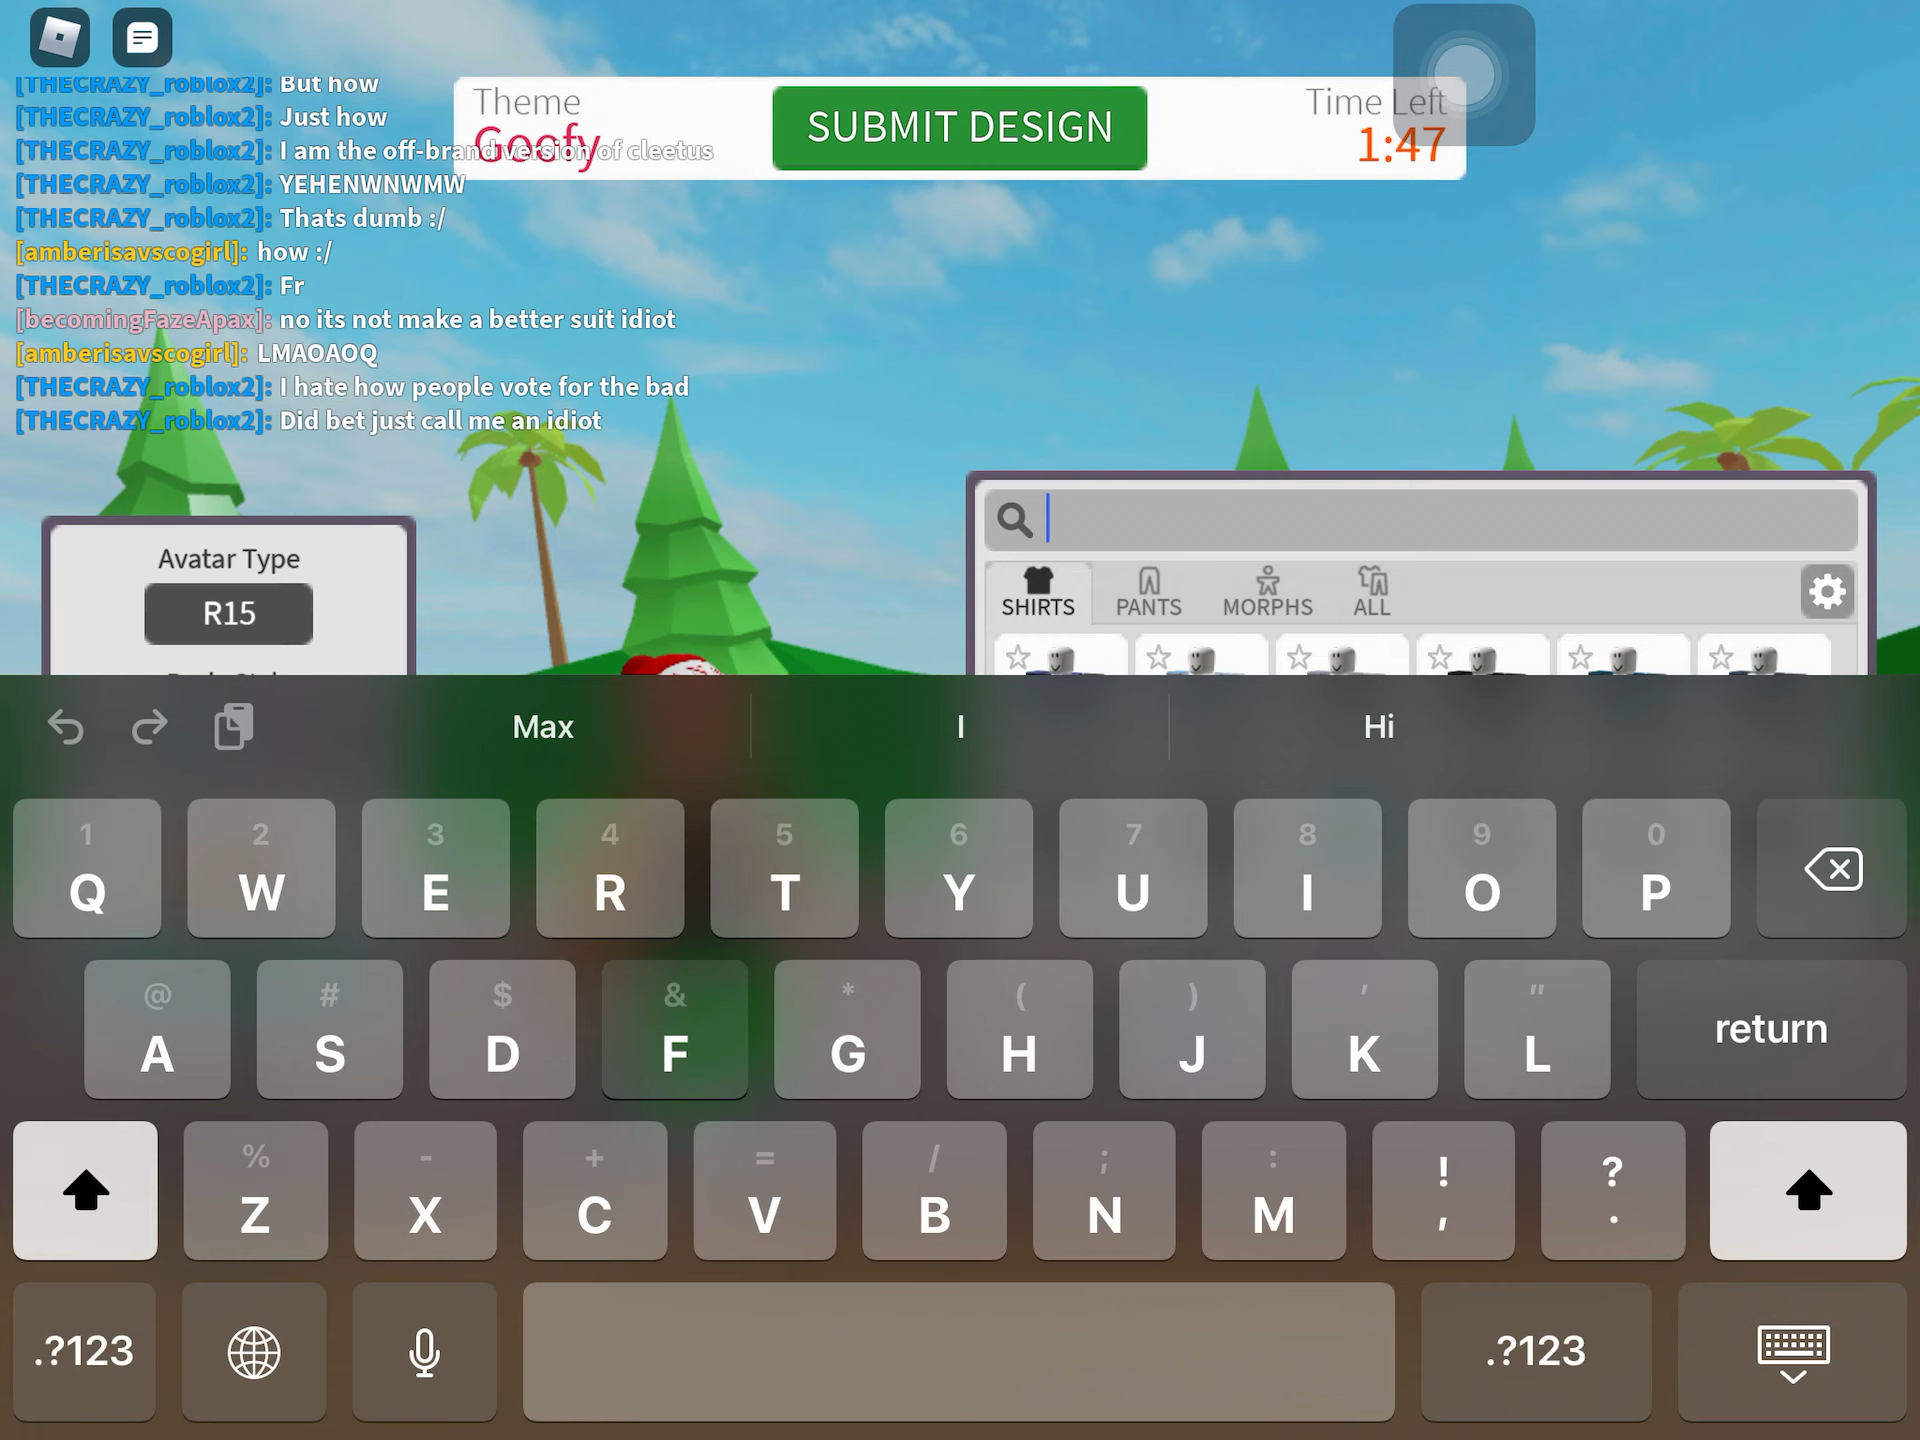 [THECRAZY_roblox2]: But how
[THECRAZY_roblox2]: Just how
[THECRAZY_roblox2]: I am the off-brand version of cleetus
[THECRAZY_roblox2]: YEHENWNWMW
[THECRAZY_roblox2]: Thats dumb :/
[amberisavscogirl]: how :/
[THECRAZY_roblox2]: Fr
[becomingFazeApax]: no its not make a better suit idiot
[amberisavscogirl]: LMAOAOQ
[THECRAZY_roblox2]: I hate how people vote for the bad
[THECRAZY_roblox2]: Did bet just call me an idiot
Theme
Goofy
SUBMIT DESIGN
Time Left
1:47
Avatar Type
R15
SHIRTS PANTS MORPHS ALL
Max I Hi
1 2 3 4 5 6 7 8 9 0
Q W E R T Y U I O P
@ # $ & * ( ) ' "
A S D F G H J K L return
% - + = / ; : ! ?
Z X C V B N M , .
.?123 .?123